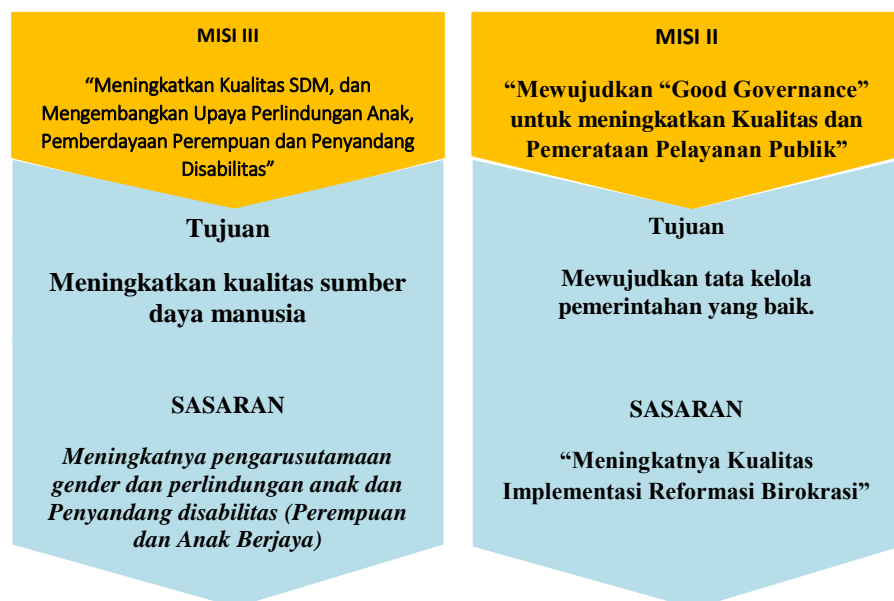 MISI III
“Meningkatkan Kualitas SDM, dan
Mengembangkan Upaya Perlindungan Anak,
Pemberdayaan Perempuan dan Penyandang
Disabilitas”
Tujuan
Meningkatkan kualitas sumber
daya manusia
SASARAN
Meningkatnya pengarusutamaan
gender dan perlindungan anak dan
Penyandang disabilitas (Perempuan
dan Anak Berjaya)
MISI II
“Mewujudkan “Good Governance”
untuk meningkatkan Kualitas dan
Pemerataan Pelayanan Publik”
Tujuan
Mewujudkan tata kelola
pemerintahan yang baik.
SASARAN
“Meningkatnya Kualitas
Implementasi Reformasi Birokrasi”